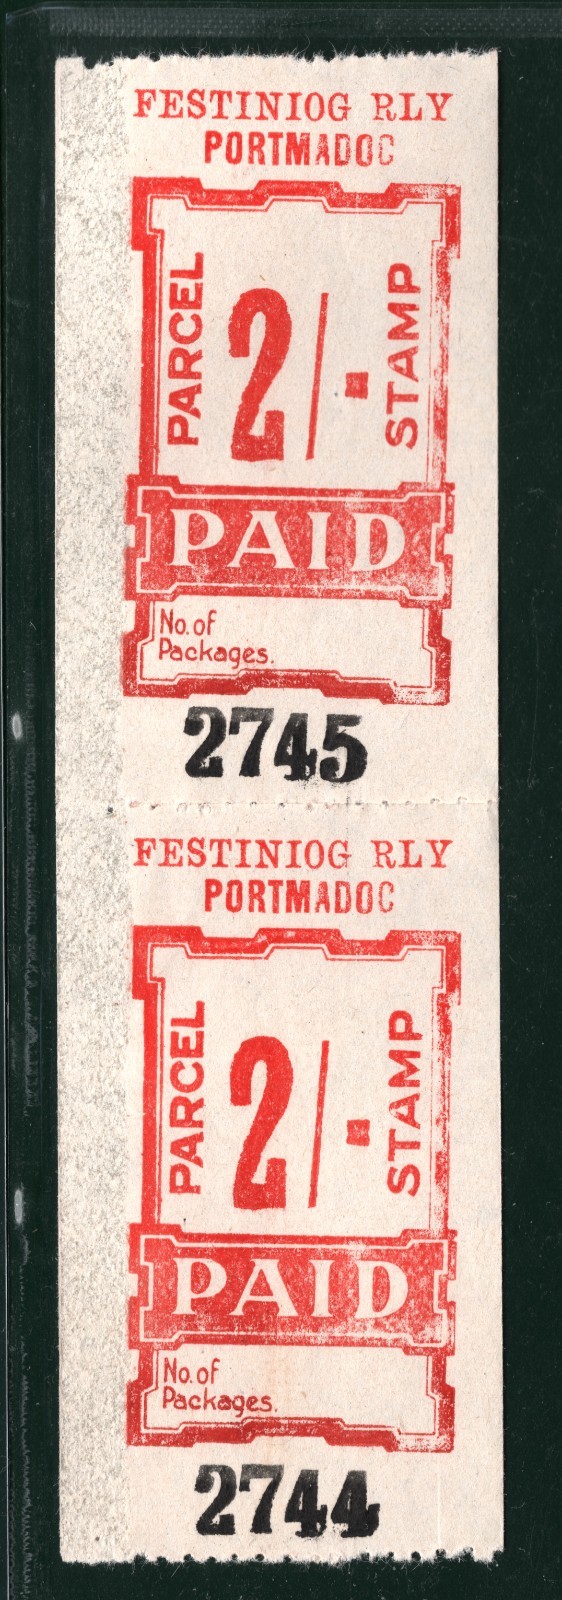 FESTINIOG RLY
PORTMADOC
PARCEL
2/-
STAMP
PAID
No. of
Packages.
2745
FESTINIOG RLY
PORTMADOC
PARCEL
2/-
STAMP
PAID
No. of
Packages.
2744